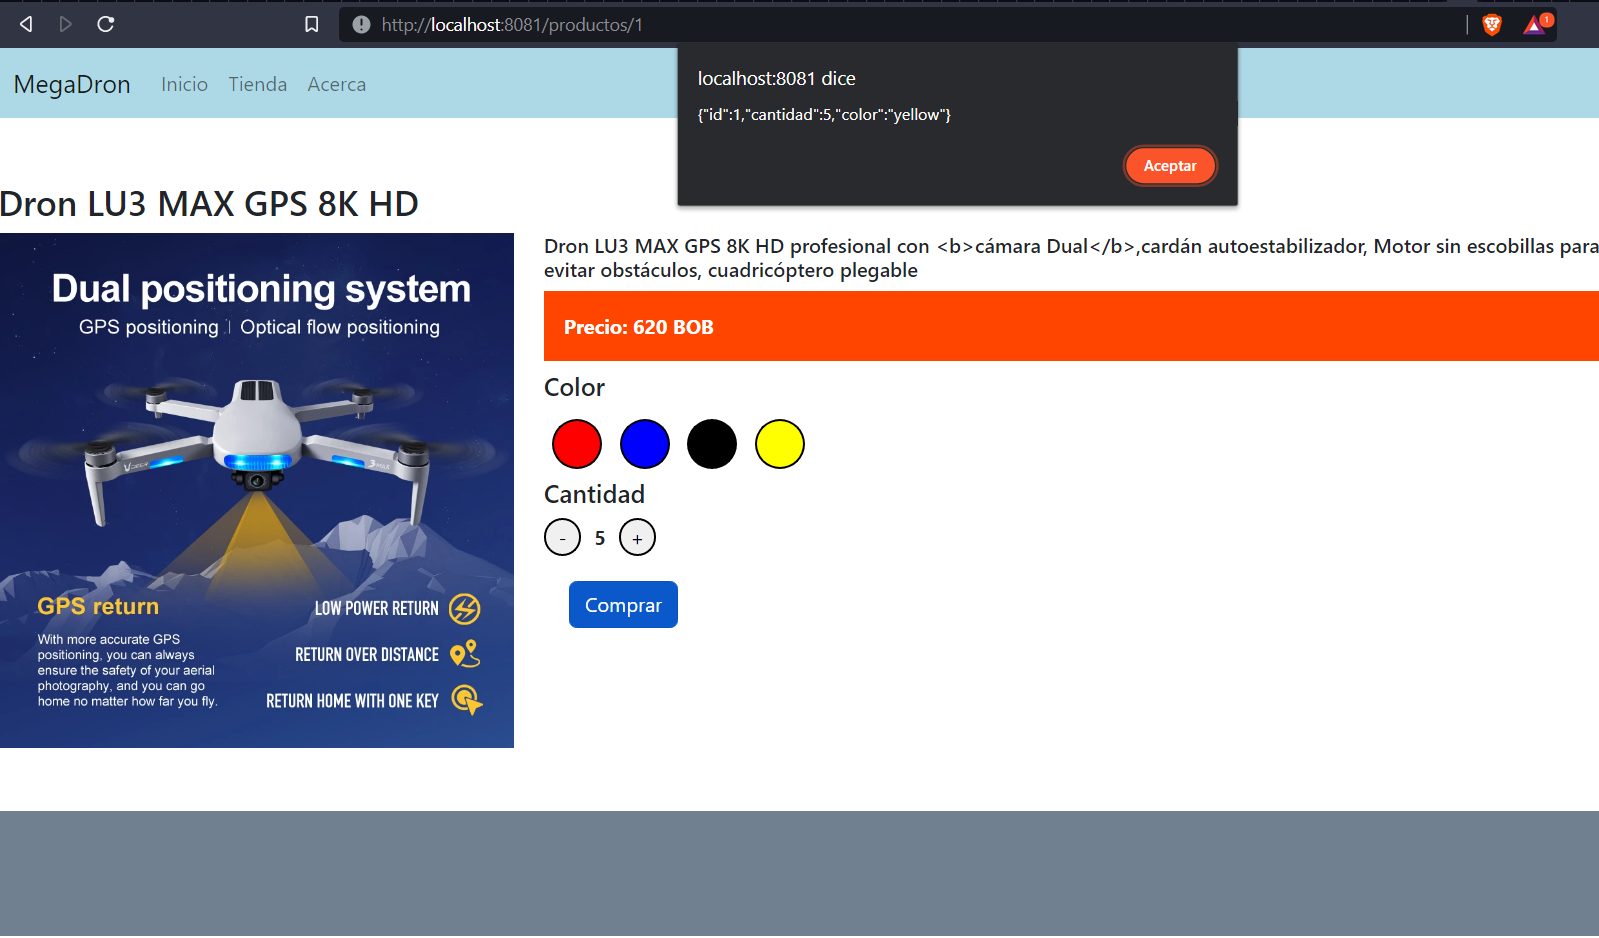 http://localhost:8081/productos/1
1
MegaDron Inicio Tienda Acerca
localhost:8081 dice
{"id":1,"cantidad":5,"color":"yellow"}
Aceptar
Dron LU3 MAX GPS 8K HD
Dual positioning system
GPS positioning | Optical flow positioning
3 MAX
GPS return
With more accurate GPS
positioning, you can always
ensure the safety of your aerial
photography, and you can go
home no matter how far you fly.
LOW POWER RETURN
RETURN OVER DISTANCE
RETURN HOME WITH ONE KEY
Dron LU3 MAX GPS 8K HD profesional con <b>cámara Dual</b>,cardán autoestabilizador, Motor sin escobillas para
evitar obstáculos, cuadricóptero plegable
Precio: 620 BOB
Color
Cantidad
- 5 +
Comprar